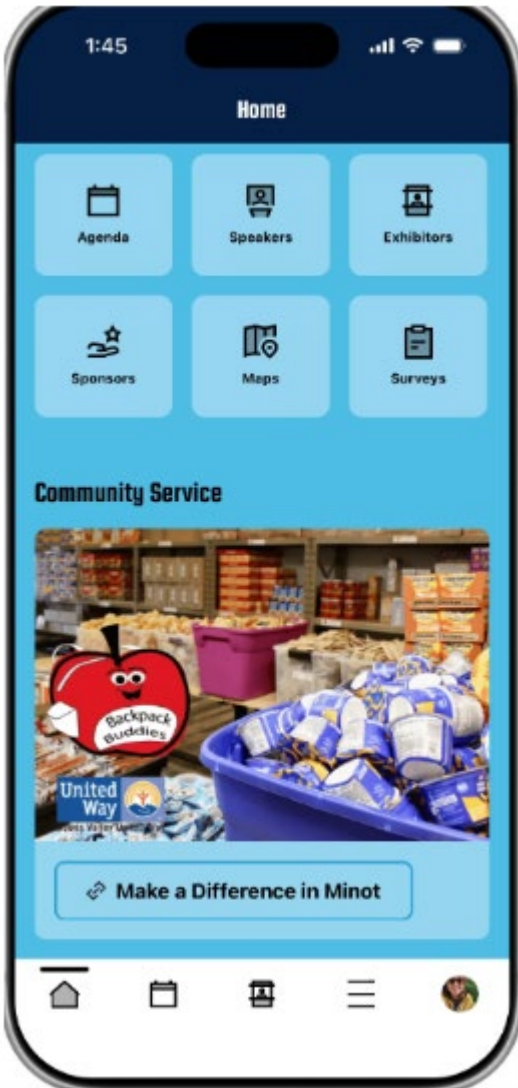 1:45
Home
Agenda
Speakers
Exhibitors
Sponsors
Maps
Surveys
Community Service
Backpack
Buddies
United
Way
Make a Difference in Minot